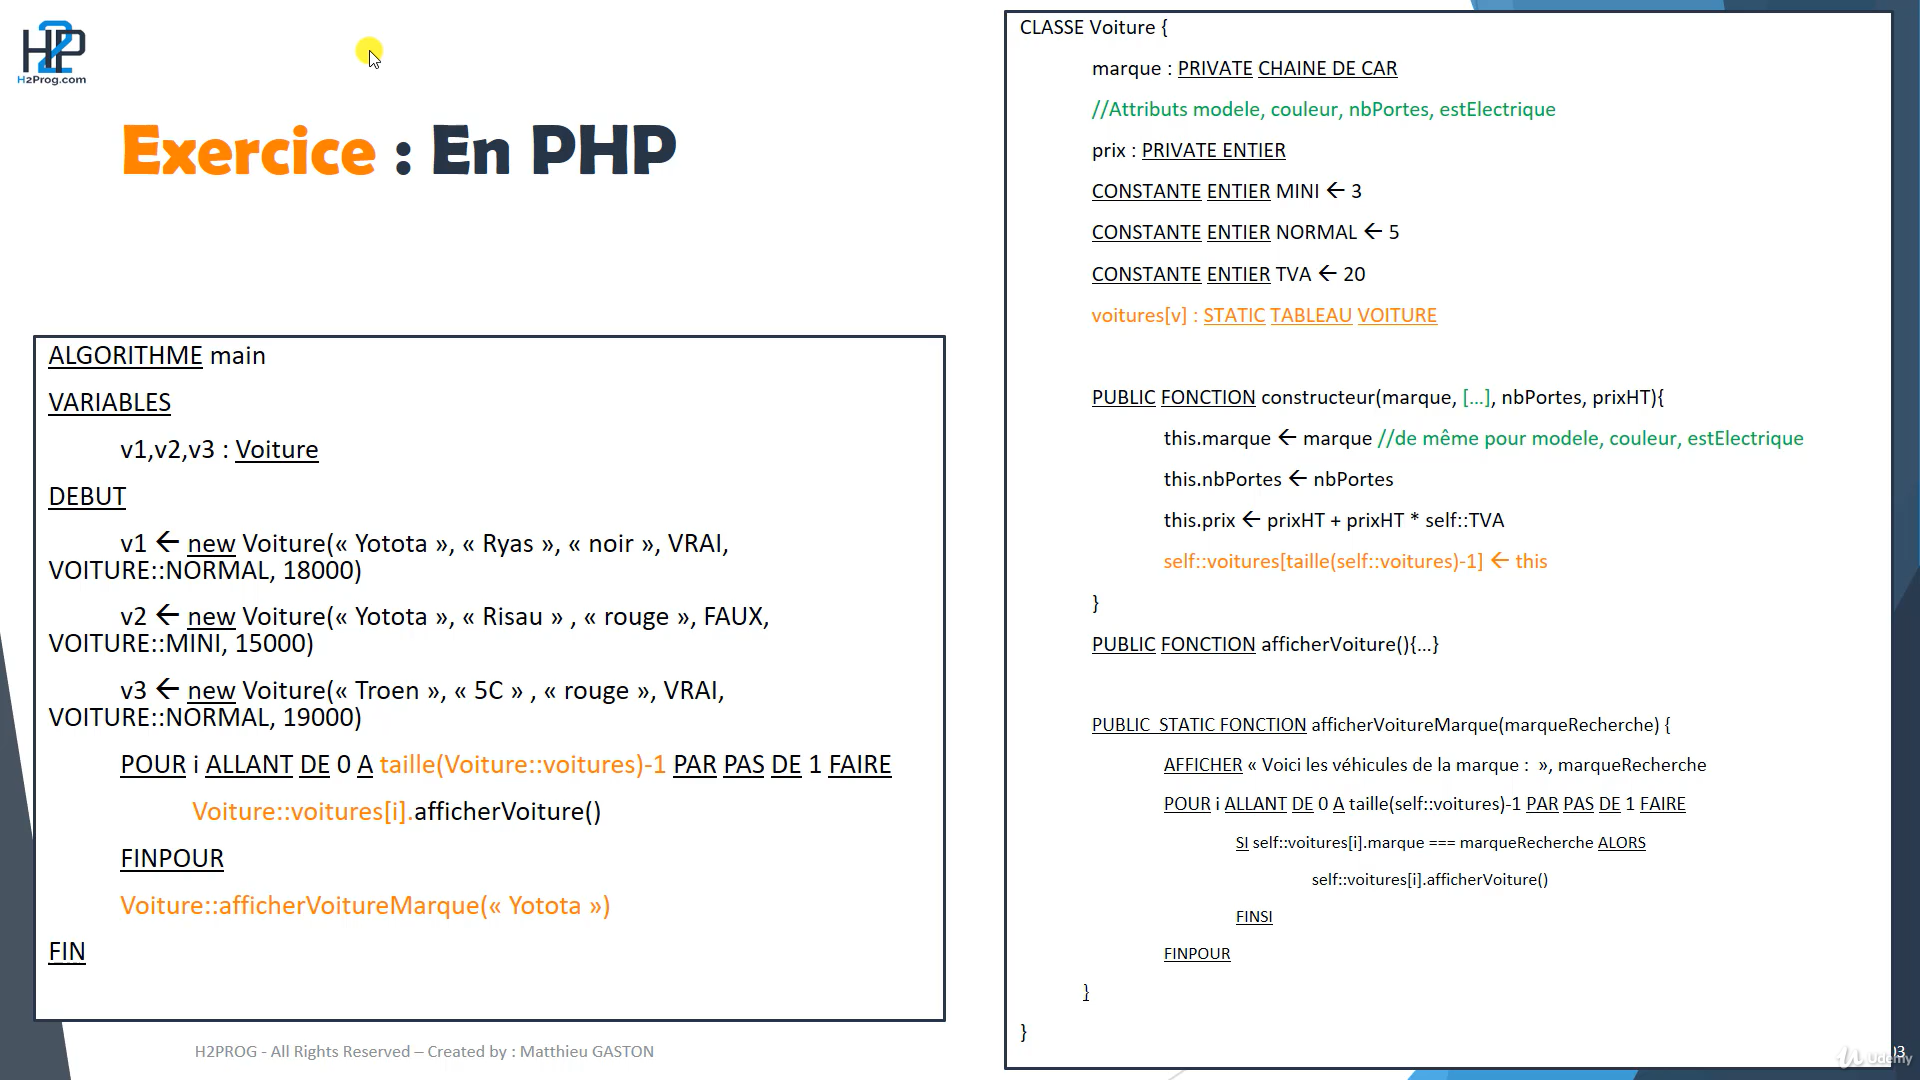 H2P
H2Prog.com
Exercice : En PHP
ALGORITHME main
VARIABLES
v1,v2,v3 : Voiture
DEBUT
v1 ← new Voiture(« Yotota », « Ryas », « noir », VRAI,
VOITURE::NORMAL, 18000)
v2 ← new Voiture(« Yotota », « Risau » , « rouge », FAUX,
VOITURE::MINI, 15000)
v3 ← new Voiture(« Troen », « 5C » , « rouge », VRAI,
VOITURE::NORMAL, 19000)
POUR i ALLANT DE 0 A taille(Voiture::voitures)-1 PAR PAS DE 1 FAIRE
Voiture::voitures[i].afficherVoiture()
FINPOUR
Voiture::afficherVoitureMarque(« Yotota »)
FIN
CLASSE Voiture {
marque : PRIVATE CHAINE DE CAR
//Attributs modele, couleur, nbPortes, estElectrique
prix : PRIVATE ENTIER
CONSTANTE ENTIER MINI ← 3
CONSTANTE ENTIER NORMAL ← 5
CONSTANTE ENTIER TVA ← 20
voitures[v] : STATIC TABLEAU VOITURE
PUBLIC FONCTION constructeur(marque, [...], nbPortes, prixHT){
this.marque ← marque //de même pour modele, couleur, estElectrique
this.nbPortes ← nbPortes
this.prix ← prixHT + prixHT * self::TVA
self::voitures[taille(self::voitures)-1] ← this
}
PUBLIC FONCTION afficherVoiture(){...}
PUBLIC STATIC FONCTION afficherVoitureMarque(marqueRecherche) {
AFFICHER « Voici les véhicules de la marque : », marqueRecherche
POUR i ALLANT DE 0 A taille(self::voitures)-1 PAR PAS DE 1 FAIRE
SI self::voitures[i].marque === marqueRecherche ALORS
self::voitures[i].afficherVoiture()
FINSI
FINPOUR
}
}
H2PROG - All Rights Reserved – Created by : Matthieu GASTON
Udemy